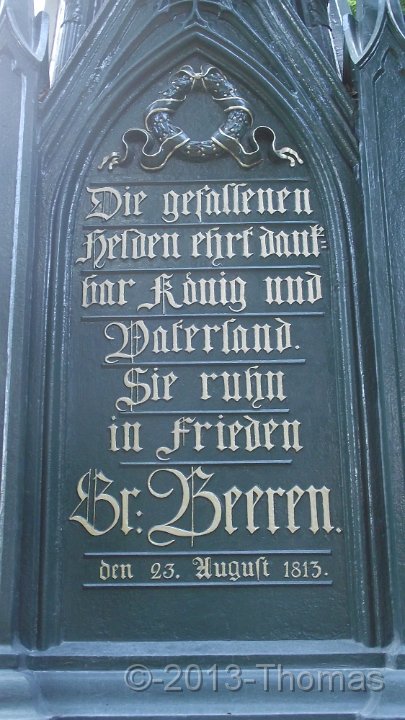 Die gefallenen
Helden ehrt dank-
bar König und
Vaterland.
Sie ruhn
in Frieden
Gr: Beeren.
den 23. August 1813.
©-2013-Thomas